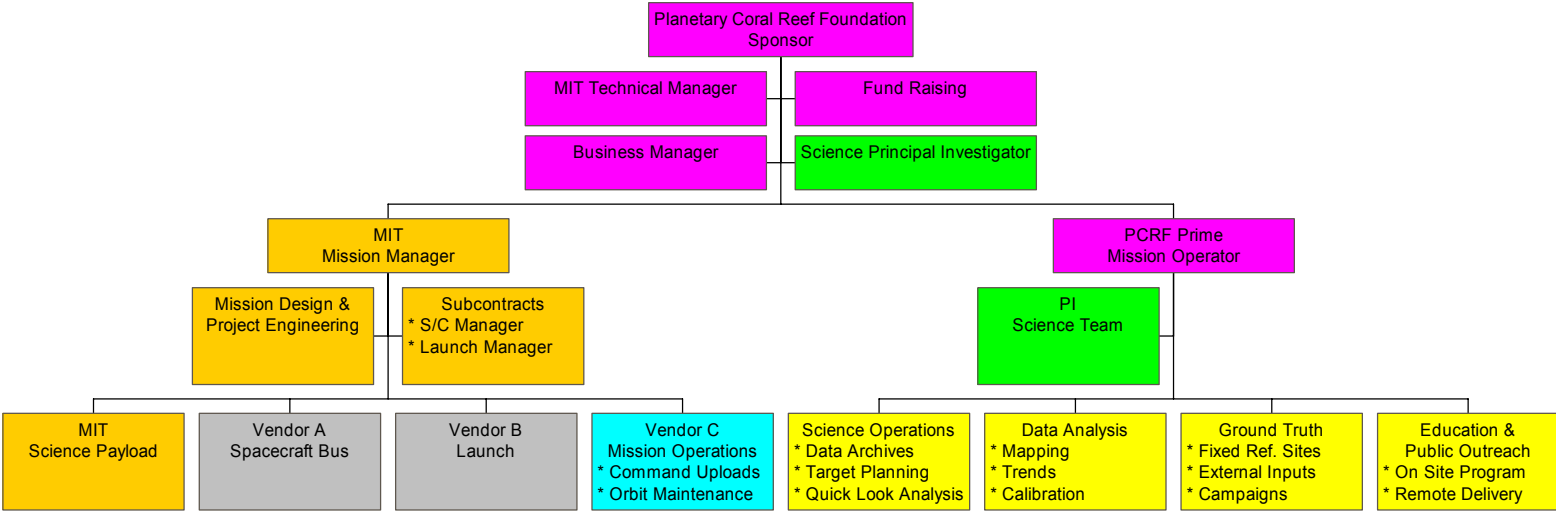 Planetary Coral Reef Foundation
Sponsor
MIT Technical Manager
Fund Raising
Business Manager
Science Principal Investigator
MIT
Mission Manager
PCRF Prime
Mission Operator
Mission Design &
Project Engineering
Subcontracts
* S/C Manager
* Launch Manager
PI
Science Team
MIT
Science Payload
Vendor A
Spacecraft Bus
Vendor B
Launch
Vendor C
Mission Operations
* Command Uploads
* Orbit Maintenance
Science Operations
* Data Archives
* Target Planning
* Quick Look Analysis
Data Analysis
* Mapping
* Trends
* Calibration
Ground Truth
* Fixed Ref. Sites
* External Inputs
* Campaigns
Education &
Public Outreach
* On Site Program
* Remote Delivery